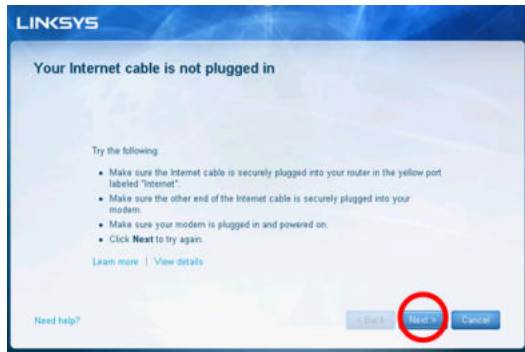 LINKSYS
Your Internet cable is not plugged in
Try the following:
• Make sure the Internet cable is securely plugged into your router in the yellow port
labeled "Internet".
• Make sure the other end of the Internet cable is securely plugged into your
modem.
• Make sure your modem is plugged in and powered on.
• Click Next to try again.
Learn more | View details
Need help? < Back Next > Cancel